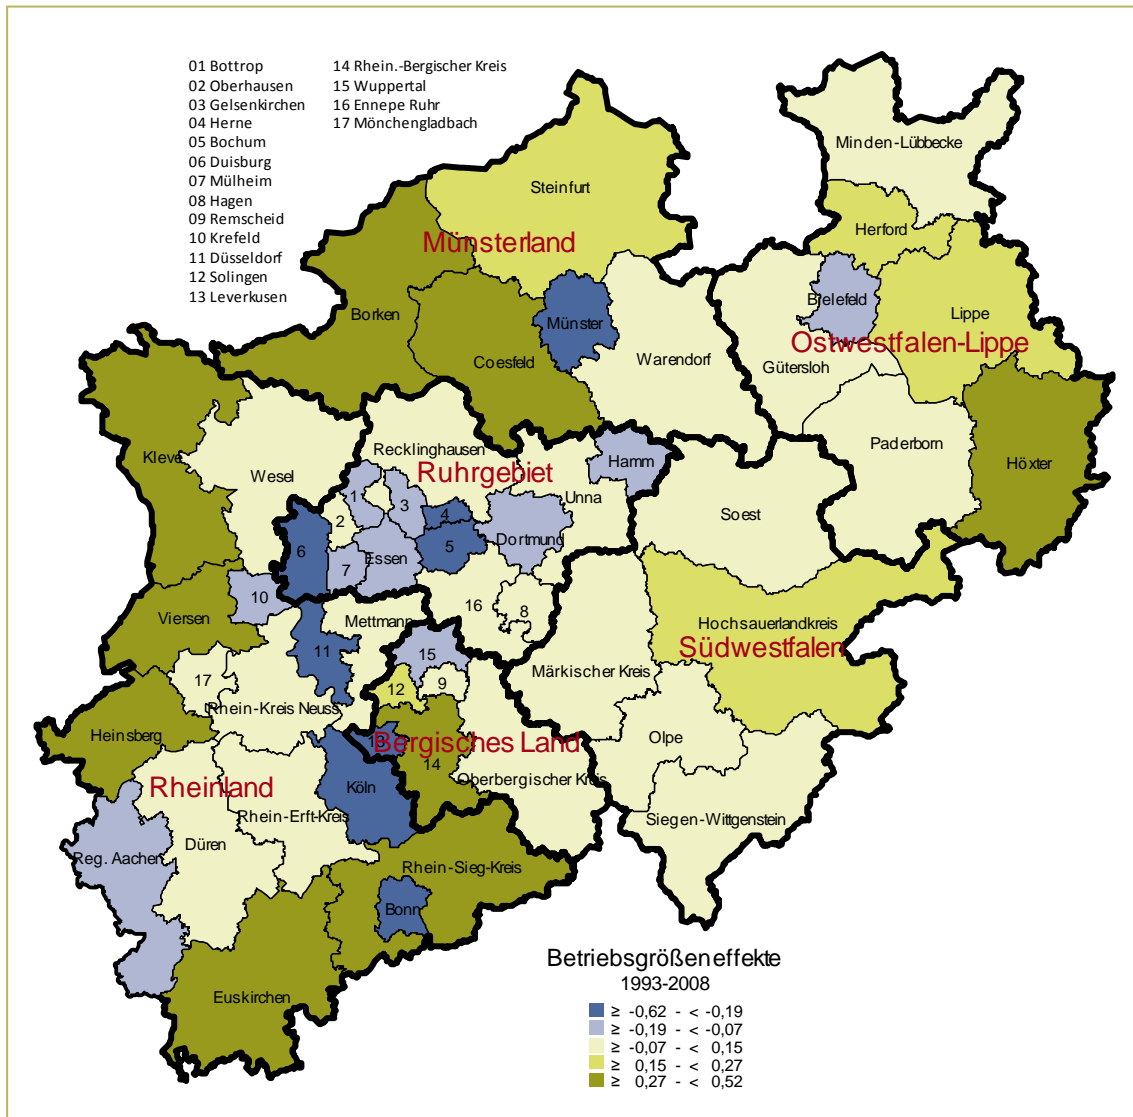 01 Bottrop
02 Oberhausen
03 Gelsenkirchen
04 Herne
05 Bochum
06 Duisburg
07 Mülheim
08 Hagen
09 Remscheid
10 Krefeld
11 Düsseldorf
12 Solingen
13 Leverkusen
14 Rhein.-Bergischer Kreis
15 Wuppertal
16 Ennepe Ruhr
17 Mönchengladbach
Minden-Lübbecke
Steinfurt
Herford
Münsterland
Bielefeld
Borken
Münster
Lippe
Ostwestfalen-Lippe
Coesfeld
Warendorf
Gütersloh
Paderborn
Recklinghausen
Kleve
Wesel
Ruhrgebiet
Hamm
Höxter
1
3
2
Unna
4
Soest
6
5
Dortmund
Essen
7
10
16
8
Viersen
Mettmann
Hochsauerlandkreis
11
15
Südwestfalen
Märkischer Kreis
17
9
12
Rhein-Kreis Neuss
Heinsberg
Olpe
13
Bergisches Land
14
Oberbergischer Kreis
Rheinland
Köln
Rhein-Erft-Kreis
Siegen-Wittgenstein
Düren
Reg. Aachen
Rhein-Sieg-Kreis
Bonn
Euskirchen
Betriebsgrößeneffekte
1993-2008
≥ -0,62 - < -0,19
≥ -0,19 - < -0,07
≥ -0,07 - < 0,15
≥ 0,15 - < 0,27
≥ 0,27 - < 0,52